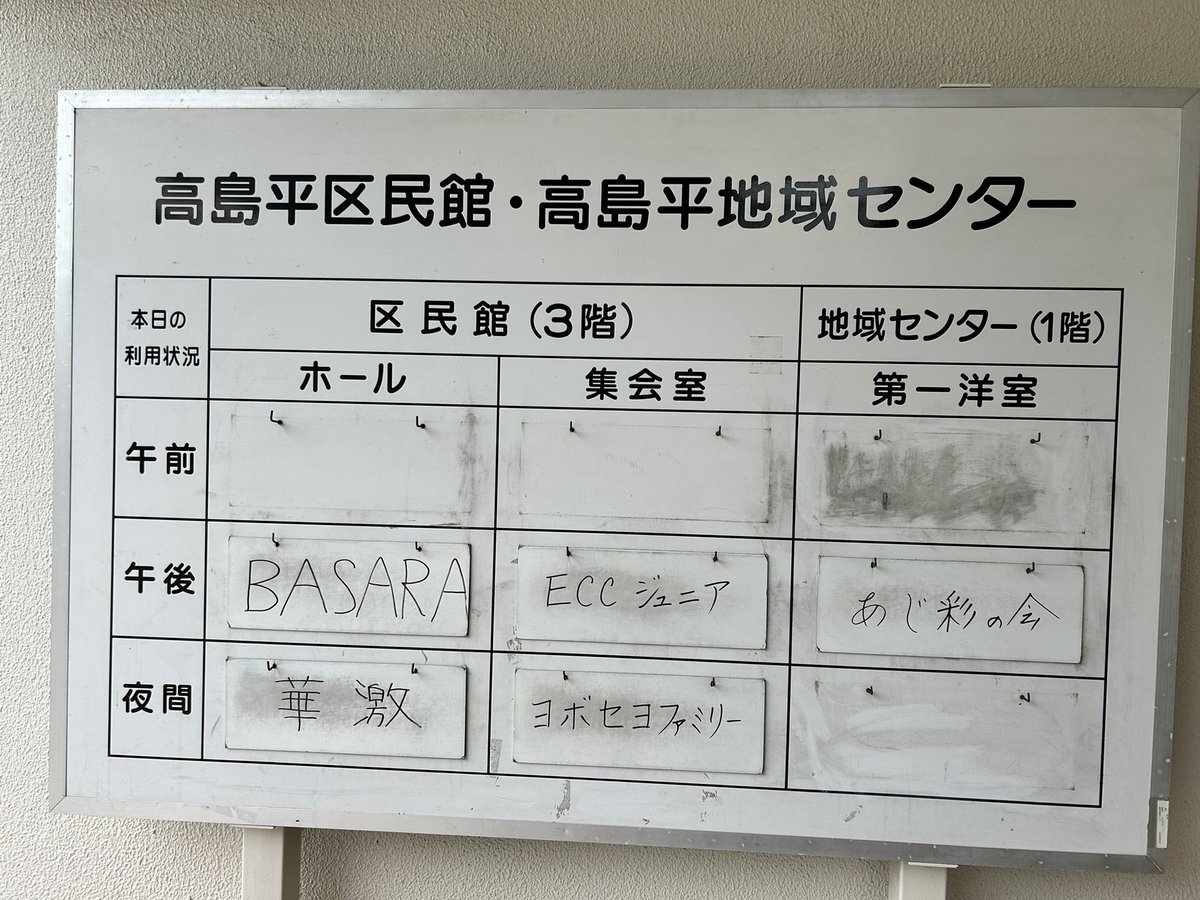 高島平区民館・高島平地域センター
本日の
利用状況
区民館(3階)
地域センター(1階)
ホール
集会室
第一洋室
午前
午後
BASARA
ECCジュニア
あじ彩の会
夜間
華激
ヨボセヨファミリー